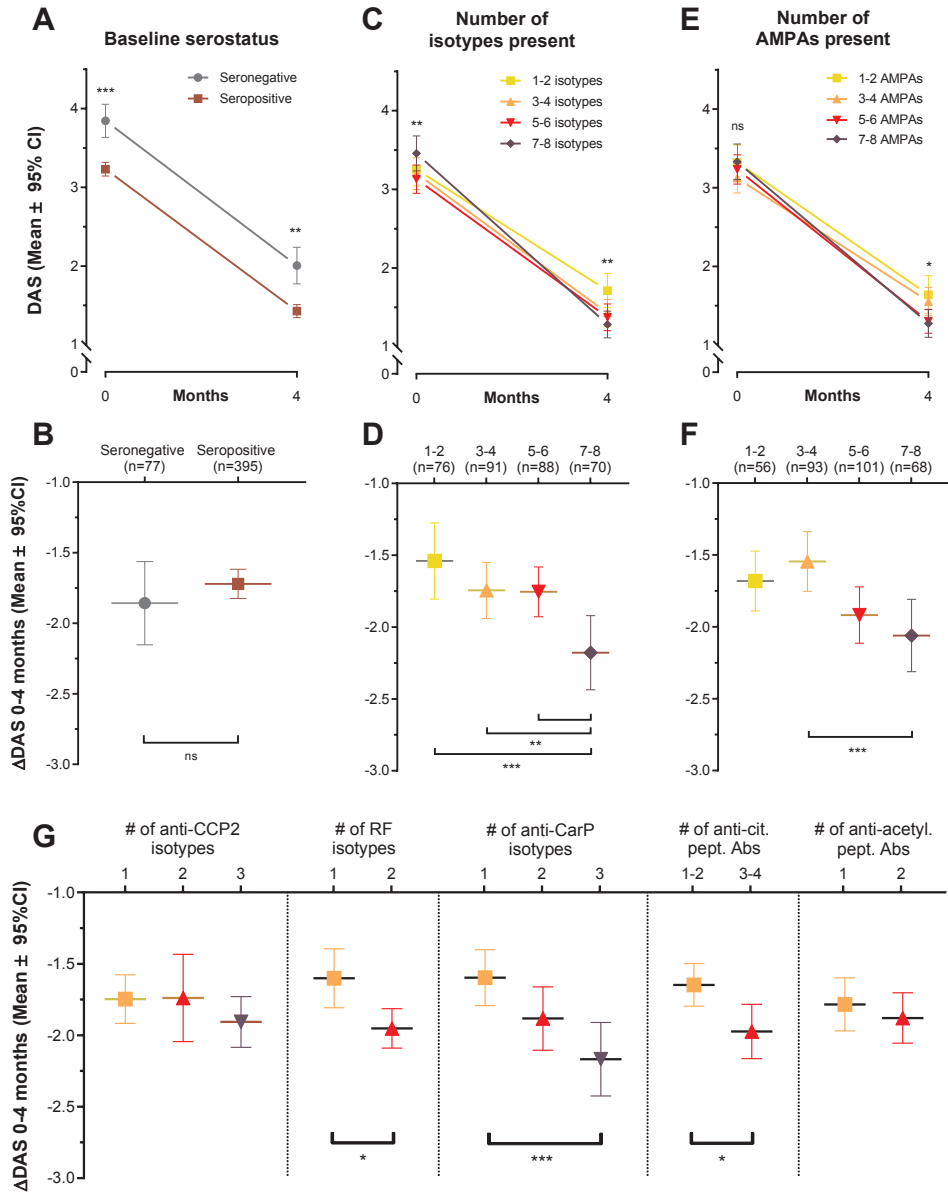 A
Baseline serostatus
Seronegative
Seropositive
***
**
DAS (Mean ± 95% CI)
4
3
2
1
0
0
Months
4
C
Number of
isotypes present
1-2 isotypes
3-4 isotypes
5-6 isotypes
7-8 isotypes
**
**
4
3
2
1
0
0
Months
4
E
Number of
AMPAs present
1-2 AMPAs
3-4 AMPAs
5-6 AMPAs
7-8 AMPAs
ns
*
4
3
2
1
0
0
Months
4
B
Seronegative Seropositive
(n=77) (n=395)
ΔDAS 0-4 months (Mean ± 95%CI)
-1.0
-1.5
-2.0
-2.5
-3.0
ns
D
1-2 3-4 5-6 7-8
(n=76) (n=91) (n=88) (n=70)
-1.0
-1.5
-2.0
-2.5
-3.0
**
***
F
1-2 3-4 5-6 7-8
(n=56) (n=93) (n=101) (n=68)
-1.0
-1.5
-2.0
-2.5
-3.0
***
G
ΔDAS 0-4 months (Mean ± 95%CI)
-1.0
-1.5
-2.0
-2.5
-3.0
# of anti-CCP2
isotypes
1 2 3
# of RF
isotypes
1 2
*
# of anti-CarP
isotypes
1 2 3
***
# of anti-cit.
pept. Abs
1-2 3-4
*
# of anti-acetyl.
pept. Abs
1 2